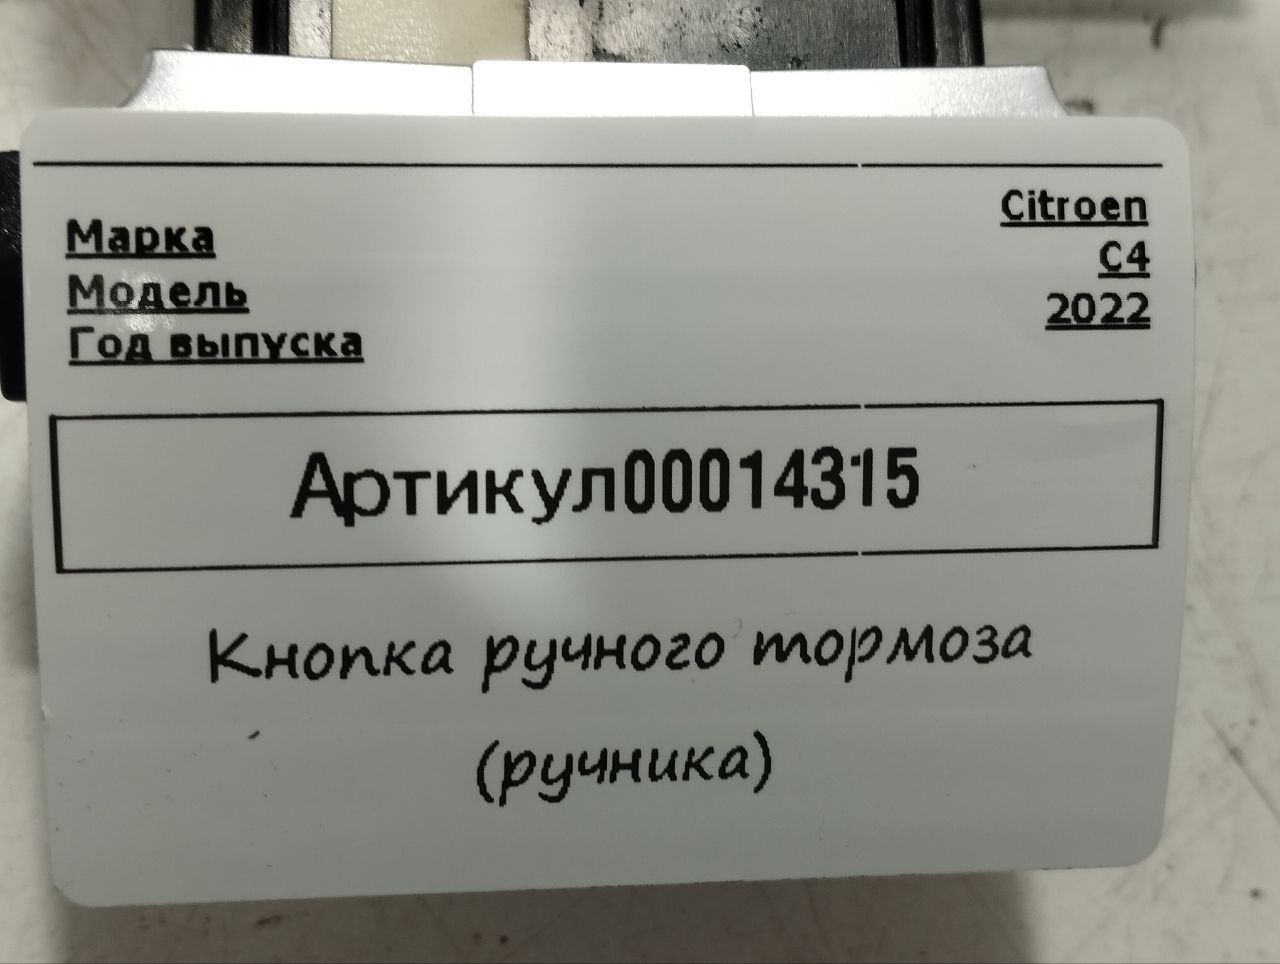 Марка Citroen
Модель C4
Год выпуска 2022
Артикул00014315
Кнопка ручного тормоза
(ручника)